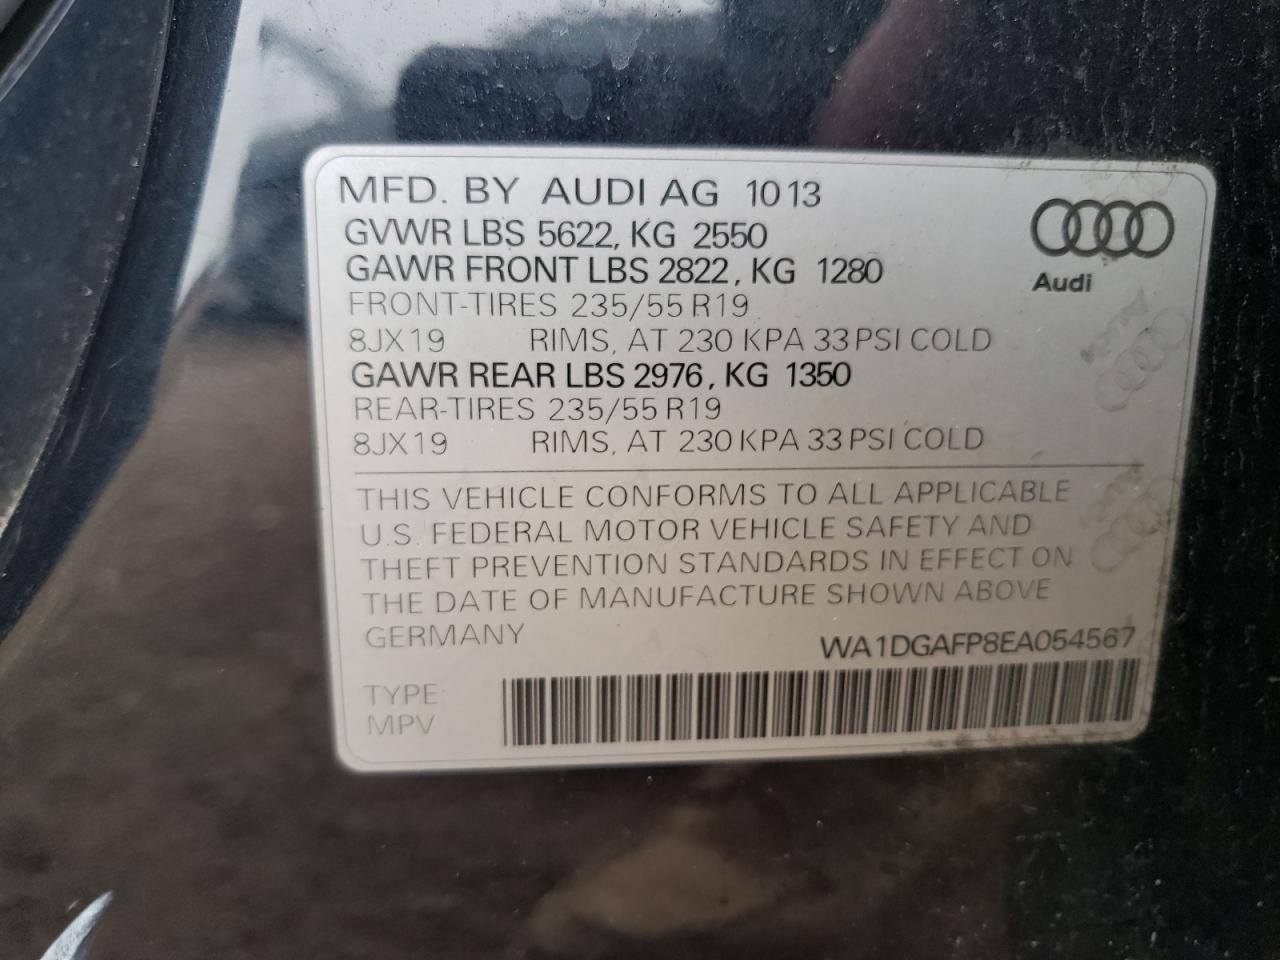 MFD. BY AUDI AG 10 13
GVWR LBS 5622, KG 2550
GAWR FRONT LBS 2822, KG 1280
FRONT-TIRES 235/55 R19
8JX19 RIMS, AT 230 KPA 33 PSI COLD
GAWR REAR LBS 2976, KG 1350
REAR-TIRES 235/55 R19
8JX19 RIMS, AT 230 KPA 33 PSI COLD
Audi
THIS VEHICLE CONFORMS TO ALL APPLICABLE
U.S. FEDERAL MOTOR VEHICLE SAFETY AND
THEFT PREVENTION STANDARDS IN EFFECT ON
THE DATE OF MANUFACTURE SHOWN ABOVE
GERMANY WA1DGAFP8EA054567
TYPE:
MPV